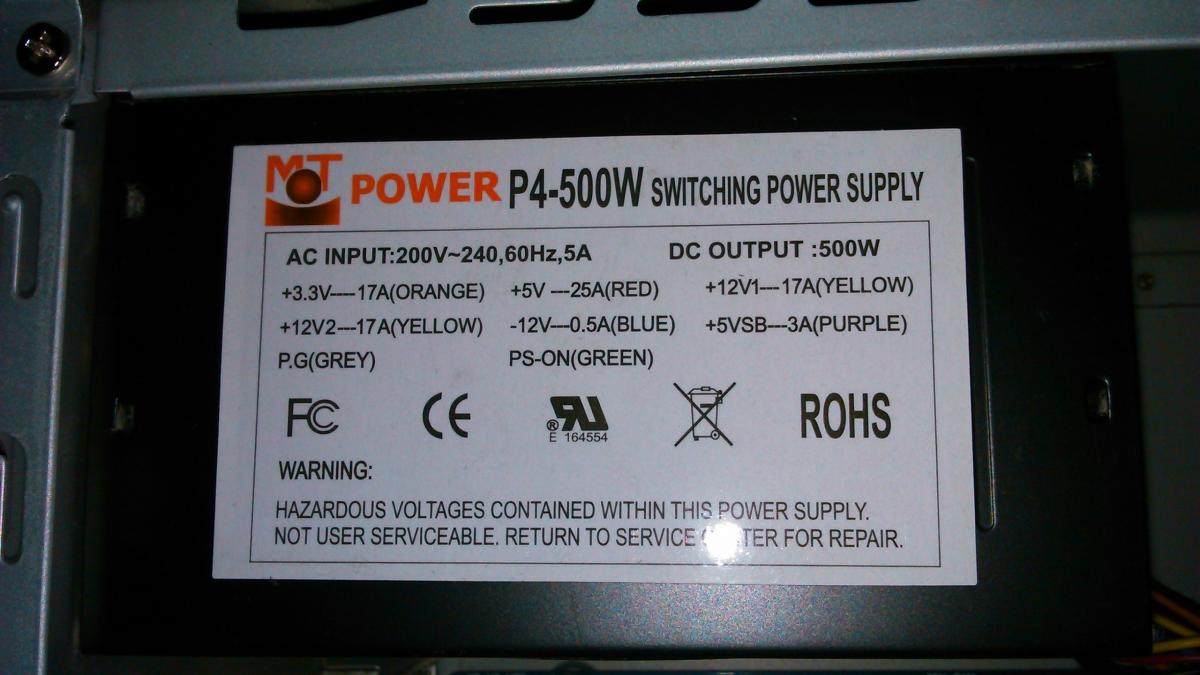 MT POWER P4-500W SWITCHING POWER SUPPLY
AC INPUT:200V~240,60Hz,5A DC OUTPUT :500W
+3.3V----17A(ORANGE) +5V ---25A(RED) +12V1---17A(YELLOW)
+12V2---17A(YELLOW) -12V---0.5A(BLUE) +5VSB---3A(PURPLE)
P.G(GREY) PS-ON(GREEN)
FC CE ® RU ROHS
E 164554
WARNING:
HAZARDOUS VOLTAGES CONTAINED WITHIN THIS POWER SUPPLY.
NOT USER SERVICEABLE. RETURN TO SERVICE FOR REPAIR.